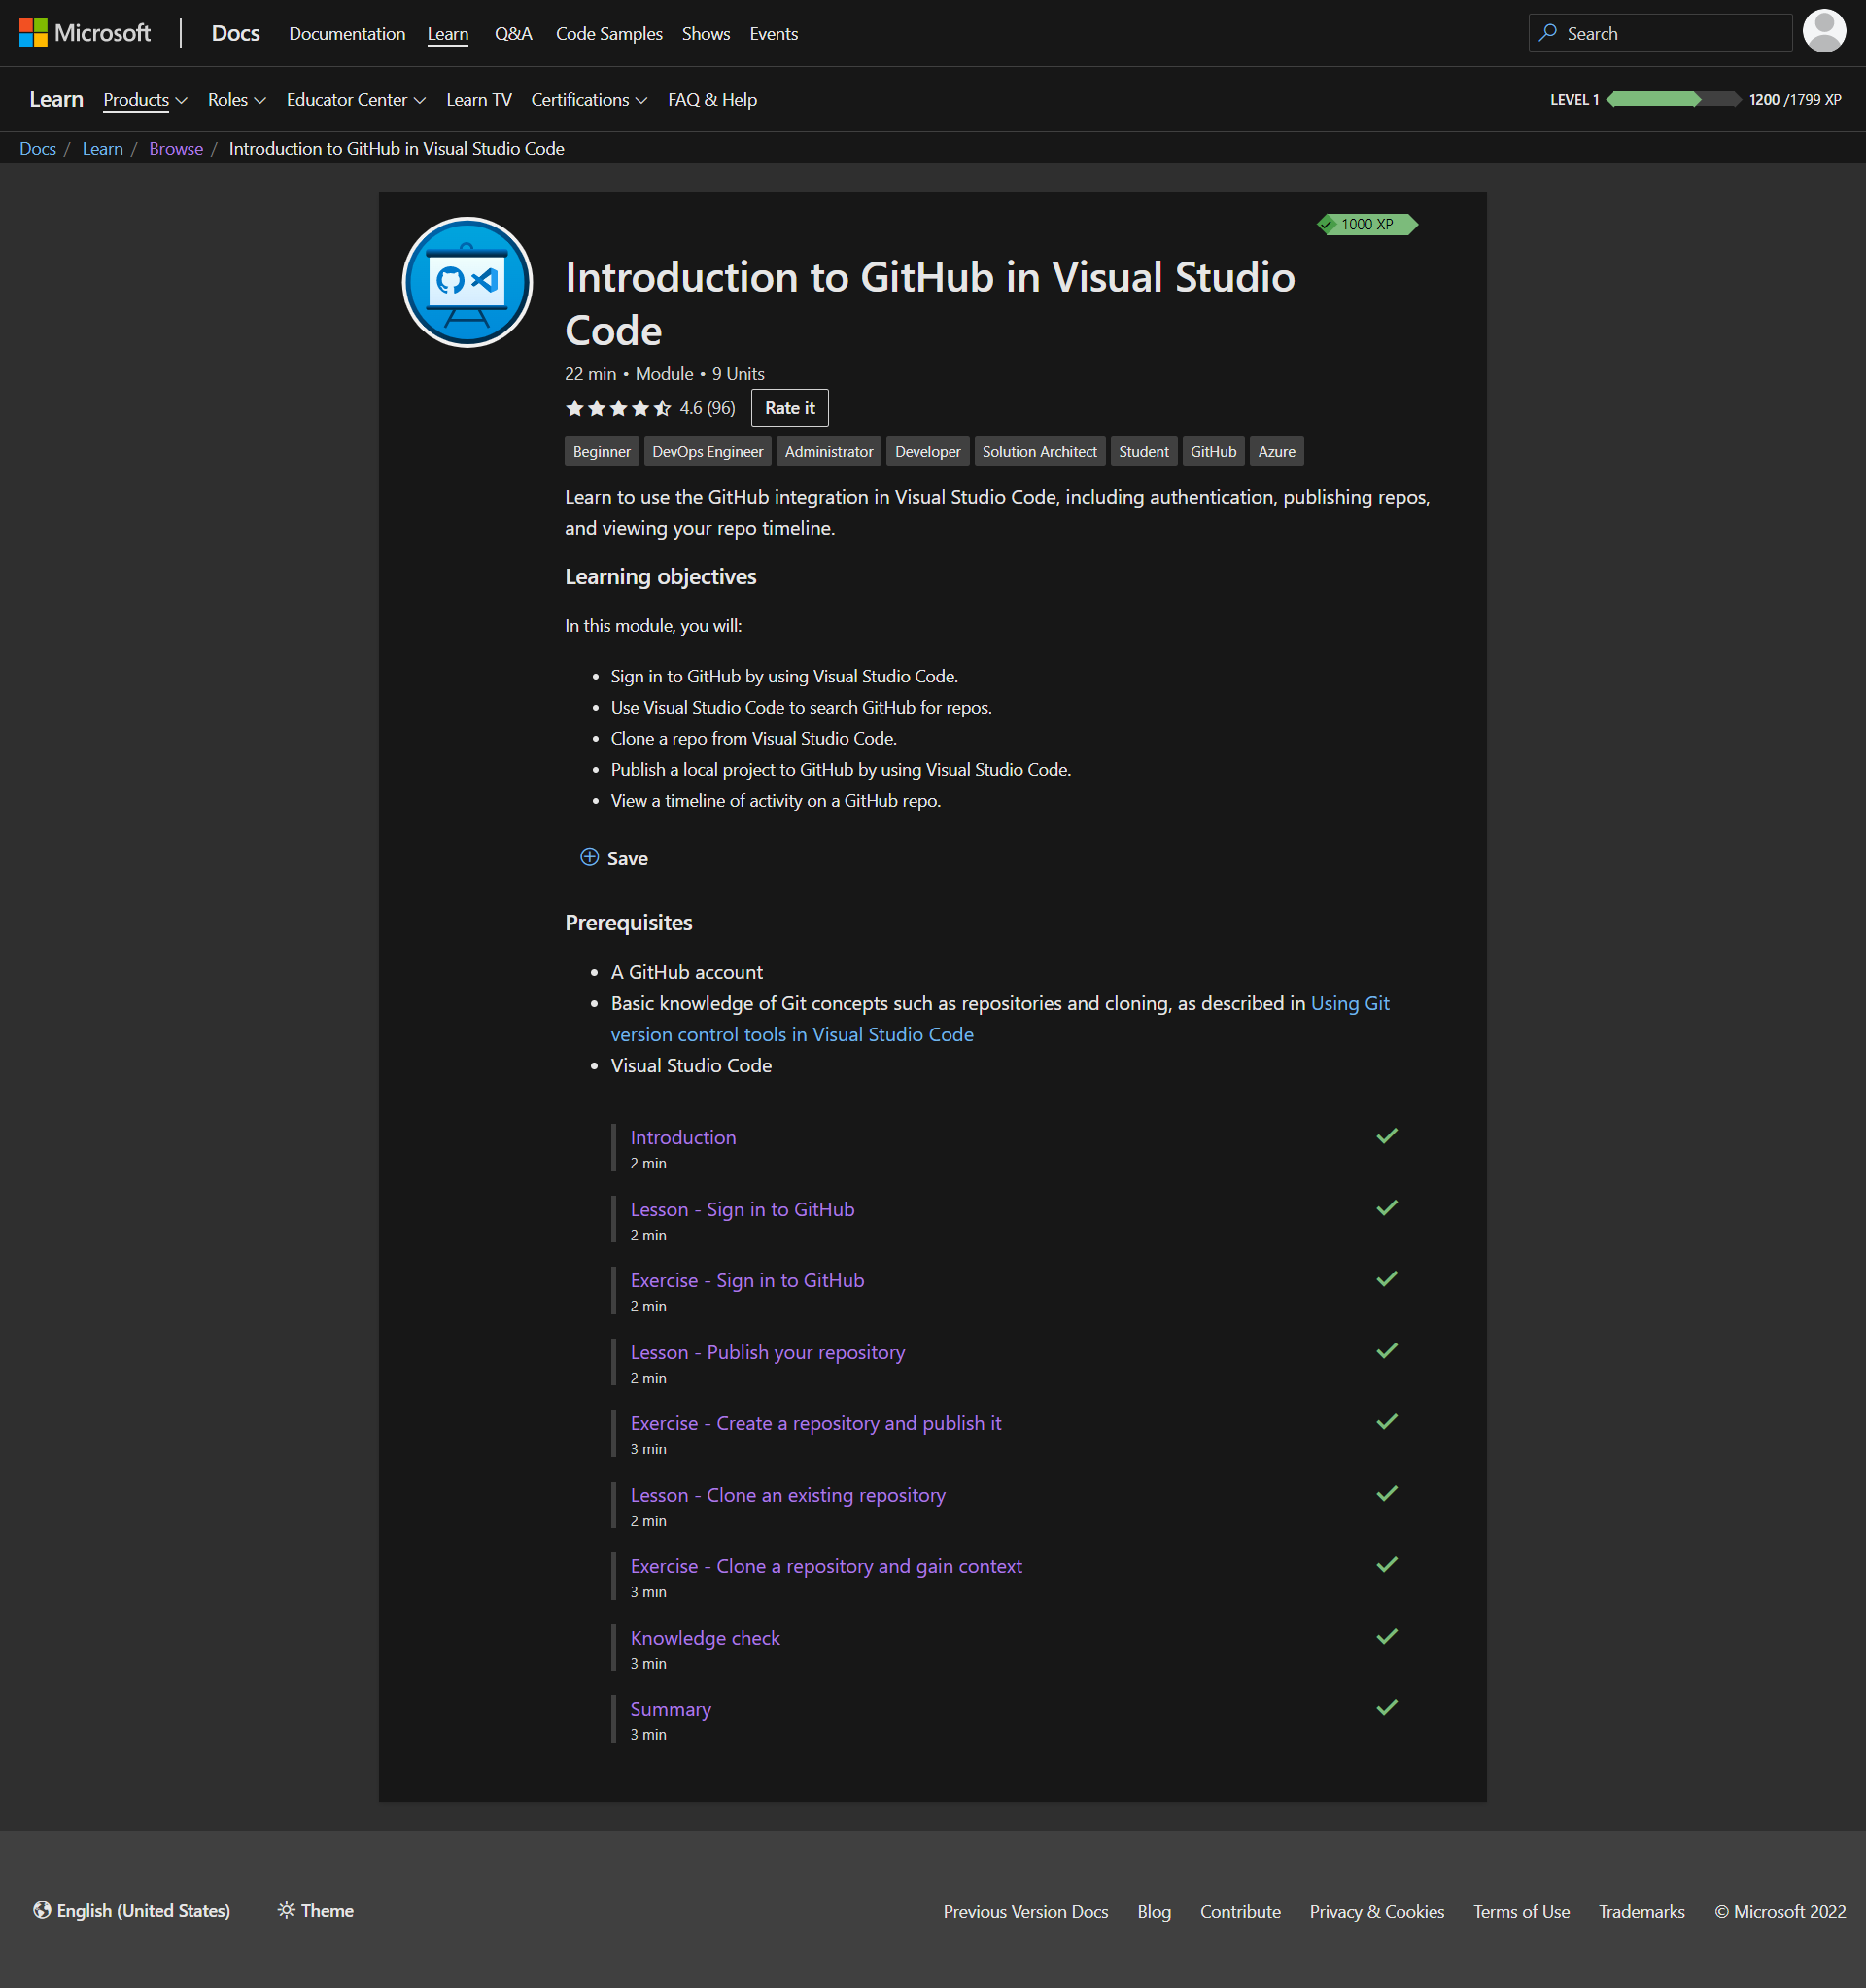 Microsoft Docs Documentation Learn Q&A Code Samples Shows Events Search
Learn Products Roles Educator Center Learn TV Certifications FAQ & Help LEVEL 1 1200 /1799 XP
Docs / Learn / Browse / Introduction to GitHub in Visual Studio Code
1000 XP
Introduction to GitHub in Visual Studio
Code
22 min • Module • 9 Units
4.6 (96) Rate it
Beginner DevOps Engineer Administrator Developer Solution Architect Student GitHub Azure
Learn to use the GitHub integration in Visual Studio Code, including authentication, publishing repos,
and viewing your repo timeline.
Learning objectives
In this module, you will:
• Sign in to GitHub by using Visual Studio Code.
• Use Visual Studio Code to search GitHub for repos.
• Clone a repo from Visual Studio Code.
• Publish a local project to GitHub by using Visual Studio Code.
• View a timeline of activity on a GitHub repo.
Save
Prerequisites
• A GitHub account
• Basic knowledge of Git concepts such as repositories and cloning, as described in Using Git
version control tools in Visual Studio Code
• Visual Studio Code
Introduction
2 min
Lesson - Sign in to GitHub
2 min
Exercise - Sign in to GitHub
2 min
Lesson - Publish your repository
2 min
Exercise - Create a repository and publish it
3 min
Lesson - Clone an existing repository
2 min
Exercise - Clone a repository and gain context
3 min
Knowledge check
3 min
Summary
3 min
English (United States) Theme Previous Version Docs Blog Contribute Privacy & Cookies Terms of Use Trademarks © Microsoft 2022